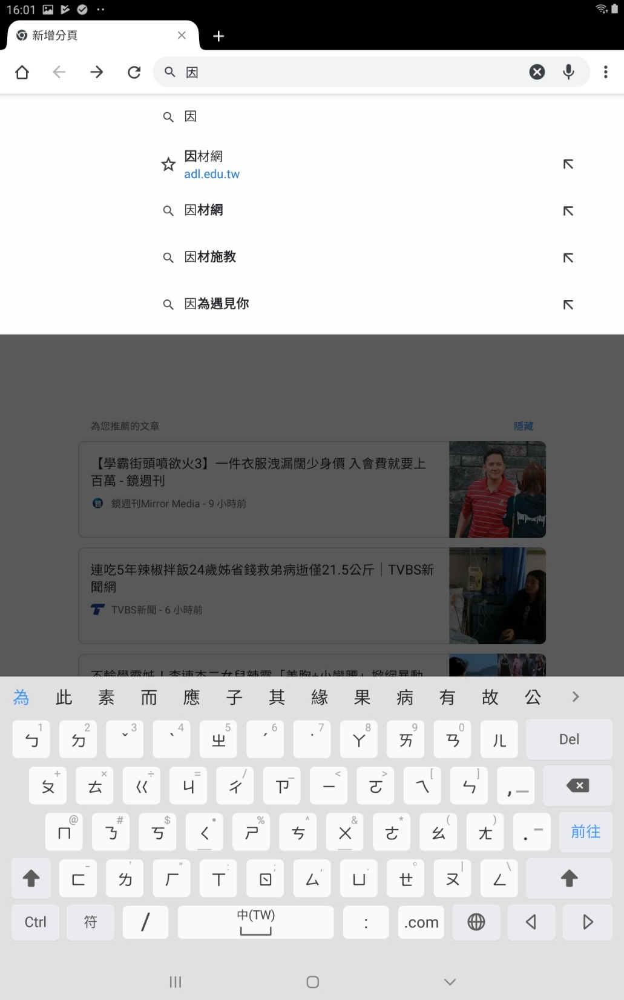 16:01
新增分頁
因
因
因材網
adl.edu.tw
因材網
因材施教
因為遇見你
為您推薦的文章
隱藏
【學霸街頭噴欲火3】一件衣服洩漏闊少身價 入會費就要上
百萬 - 鏡週刊
鏡週刊Mirror Media - 9 小時前
連吃5年辣椒拌飯24歲姊省錢救弟病逝僅21.5公斤｜TVBS新
聞網
TVBS新聞 - 6 小時前
為 此 素 而 應 子 其 緣 果 病 有 故 公
1 2 3 4 5 6 7 8 9 0
ㄅ ㄉ ˇ ˋ ㄓ ˊ ˙ ㄚ ㄞ ㄢ ㄦ Del
+ × ÷ = / _ < > [ ]
ㄆ ㄊ ㄍ ㄐ ㄔ ㄗ ㄧ ㄛ ㄟ ㄣ ,
@ # $ • % ^ & * ( )
ㄇ ㄋ ㄎ ㄑ ㄕ ㄘ ㄨ ㄜ ㄠ ㄤ . 前往
- ' " : ; , . ° | \
ㄈ ㄌ ㄏ ㄒ ㄖ ㄙ ㄩ ㄝ ㄡ ㄥ
Ctrl 符 / 中(TW) : .com